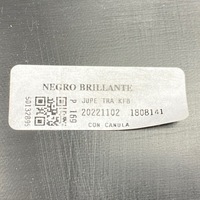 NEGRO BRILLANTE
JUPE TRA KFB
20221102 1808141
CON CANULA
P 169